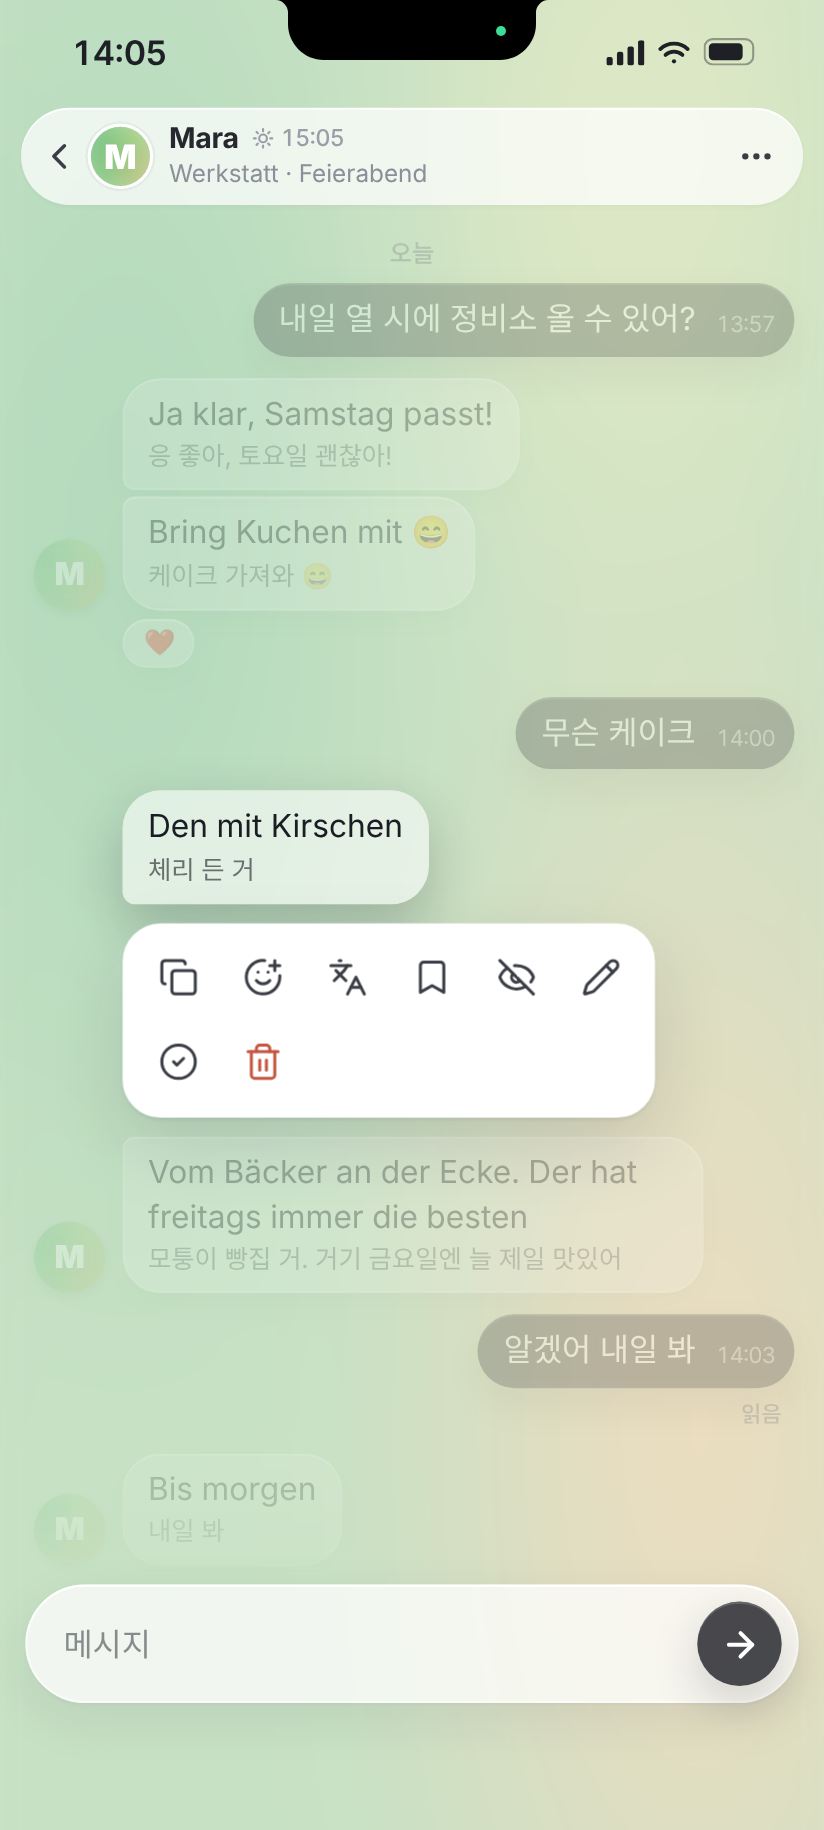 14:05
M
Mara 15:05
Werkstatt · Feierabend
오늘
내일 열 시에 정비소 올 수 있어? 13:57
Ja klar, Samstag passt!
응 좋아, 토요일 괜찮아!
Bring Kuchen mit 😄
케이크 가져와 😄
M
❤️
무슨 케이크 14:00
Den mit Kirschen
체리 든 거
Vom Bäcker an der Ecke. Der hat
freitags immer die besten
모퉁이 빵집 거. 거기 금요일엔 늘 제일 맛있어
M
알겠어 내일 봐 14:03
읽음
Bis morgen
내일 봐
M
메시지